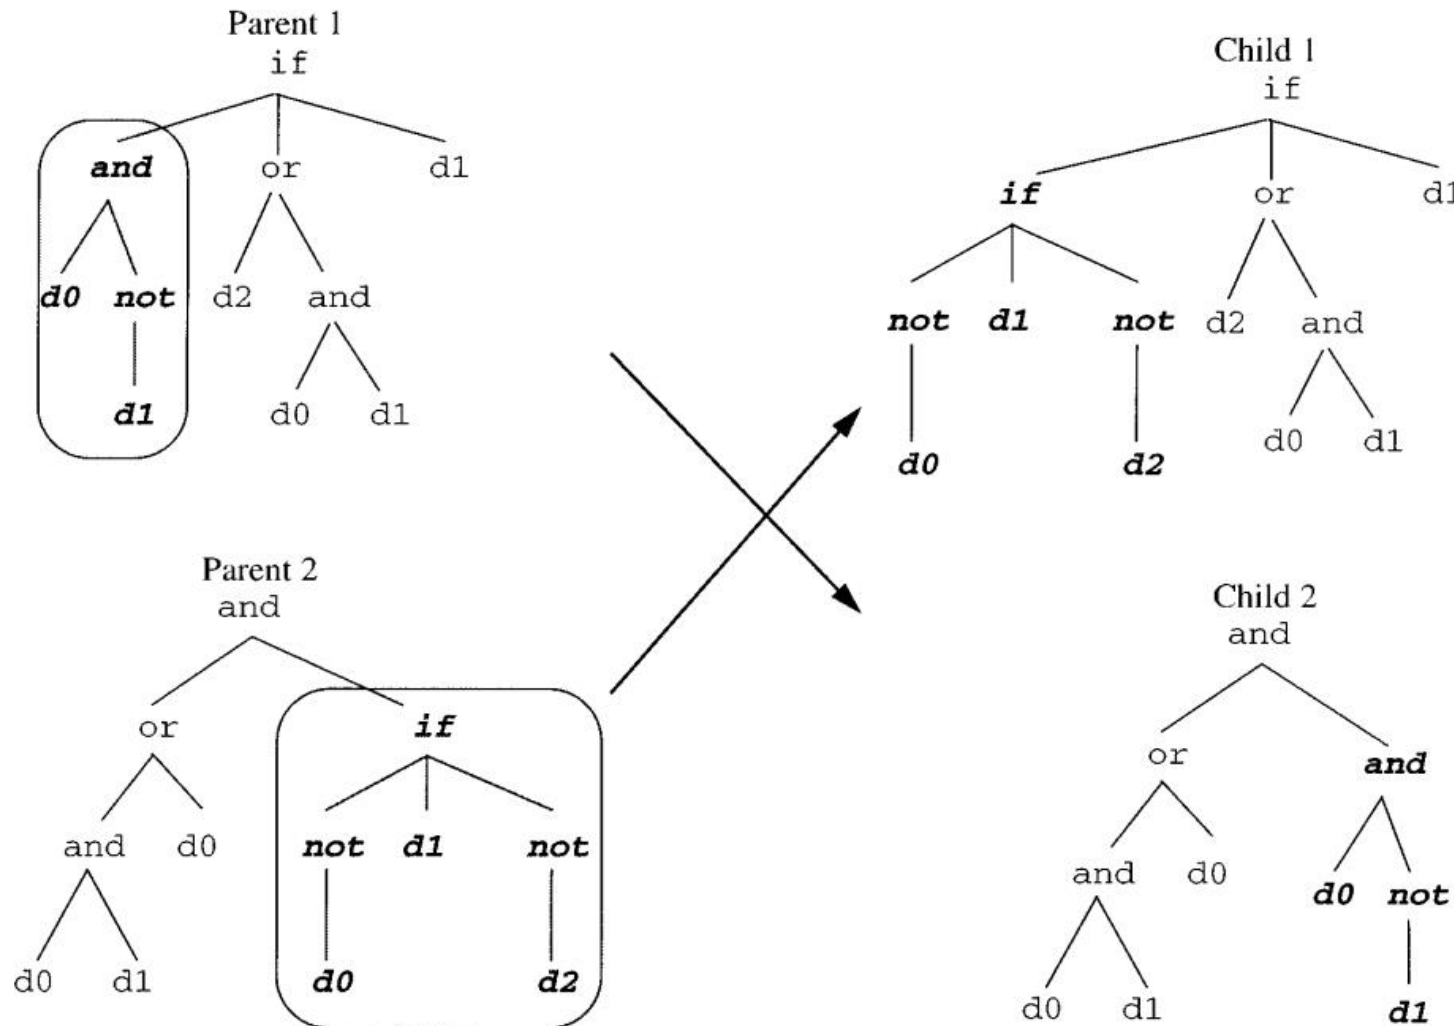 Parent 1
if
and or d1
d0 not d2 and
d1 d0 d1
Child 1
if
if or d1
not d1 not d2 and
d0 d2 d0 d1
Parent 2
and
or if
and d0 not d1 not
d0 d1 d0 d2
Child 2
and
or and
and d0 d0 not
d0 d1 d1